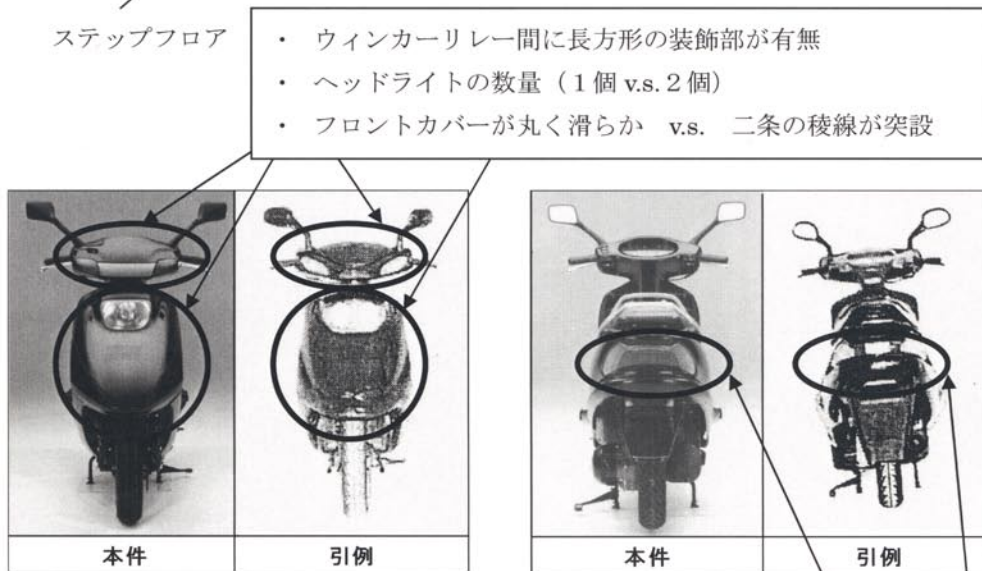 ステップフロア
・ ウィンカーリレー間に長方形の装飾部が有無
・ ヘッドライトの数量（１個 v.s. ２個）
・ フロントカバーが丸く滑らか　v.s.　二条の稜線が突設
本件 引例 本件 引例